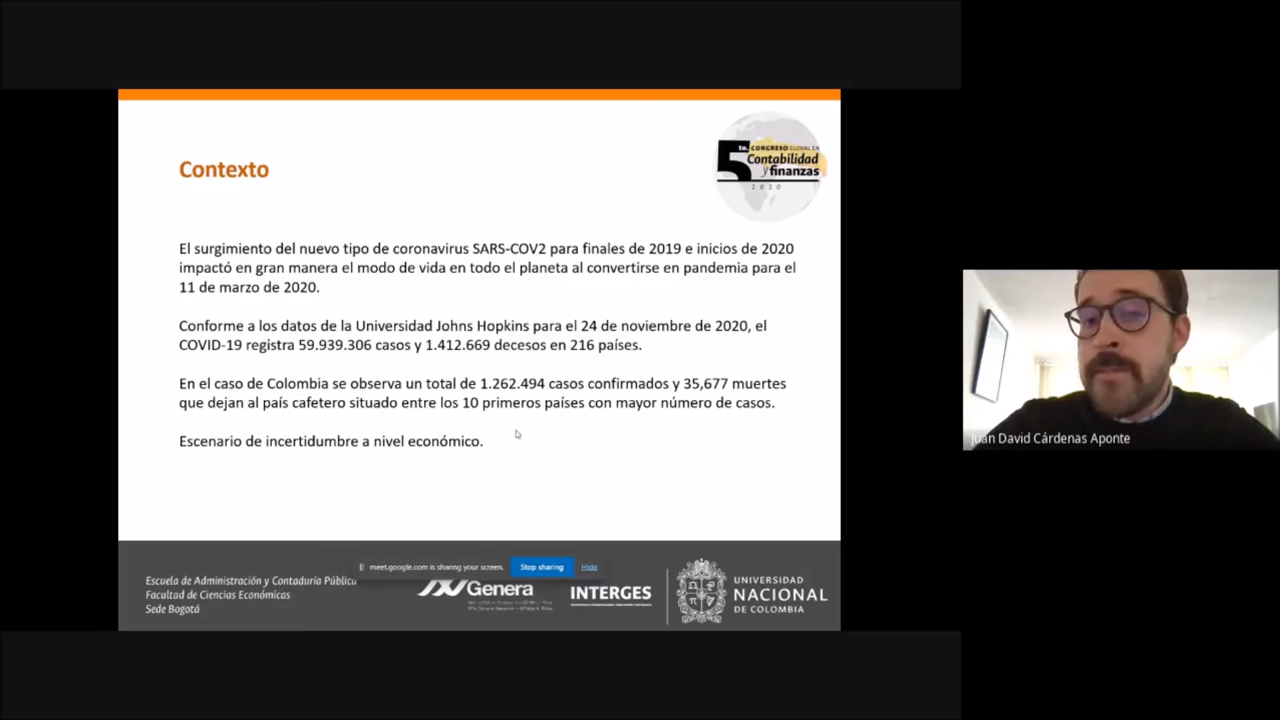 Contexto
5to. CONGRESO GLOBAL EN
Contabilidad
y finanzas
2020
El surgimiento del nuevo tipo de coronavirus SARS-COV2 para finales de 2019 e inicios de 2020
impactó en gran manera el modo de vida en todo el planeta al convertirse en pandemia para el
11 de marzo de 2020.
Conforme a los datos de la Universidad Johns Hopkins para el 24 de noviembre de 2020, el
COVID-19 registra 59.939.306 casos y 1.412.669 decesos en 216 países.
En el caso de Colombia se observa un total de 1.262.494 casos confirmados y 35,677 muertes
que dejan al país cafetero situado entre los 10 primeros países con mayor número de casos.
Escenario de incertidumbre a nivel económico.
Juan David Cárdenas Aponte
meet.google.com is sharing your screen.
Stop sharing
Hide
Escuela de Administración y Contaduría Pública
Facultad de Ciencias Económicas
Sede Bogotá
Genera
INTERGES
UNIVERSIDAD
NACIONAL
DE COLOMBIA